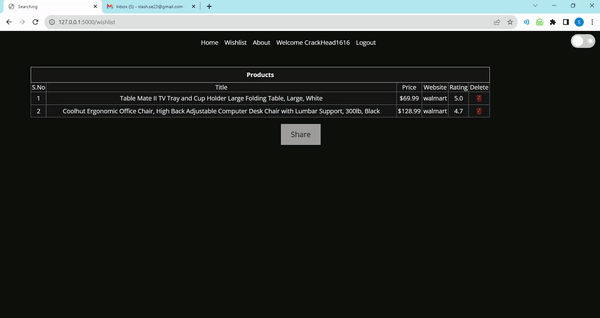 Searching
Inbox (5) - slash.se23@gmail.com
127.0.0.1:5000/wishlist
Home Wishlist About Welcome CrackHead1616 Logout
Products
S.No Title Price Website Rating Delete
1 Table Mate II TV Tray and Cup Holder Large Folding Table, Large, White $69.99 walmart 5.0
2 Coolhut Ergonomic Office Chair, High Back Adjustable Computer Desk Chair with Lumbar Support, 300lb, Black $128.99 walmart 4.7
Share